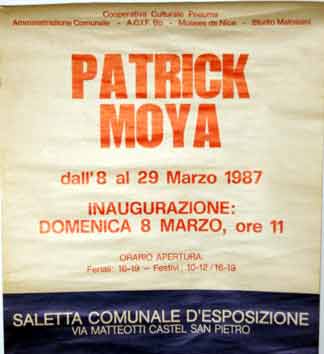 Cooperativa Culturale Pneuma
Amministrazione Comunale - A.C.I.F. Bo - Musées de Nice - Studio Malossini
PATRICK
MOYA
dall'8 al 29 Marzo 1987
INAUGURAZIONE:
DOMENICA 8 MARZO, ore 11
ORARIO APERTURA:
Feriali: 16-19 — Festivi, 10-12/16-19
SALETTA COMUNALE D'ESPOSIZIONE
VIA MATTEOTTI CASTEL SAN PIETRO